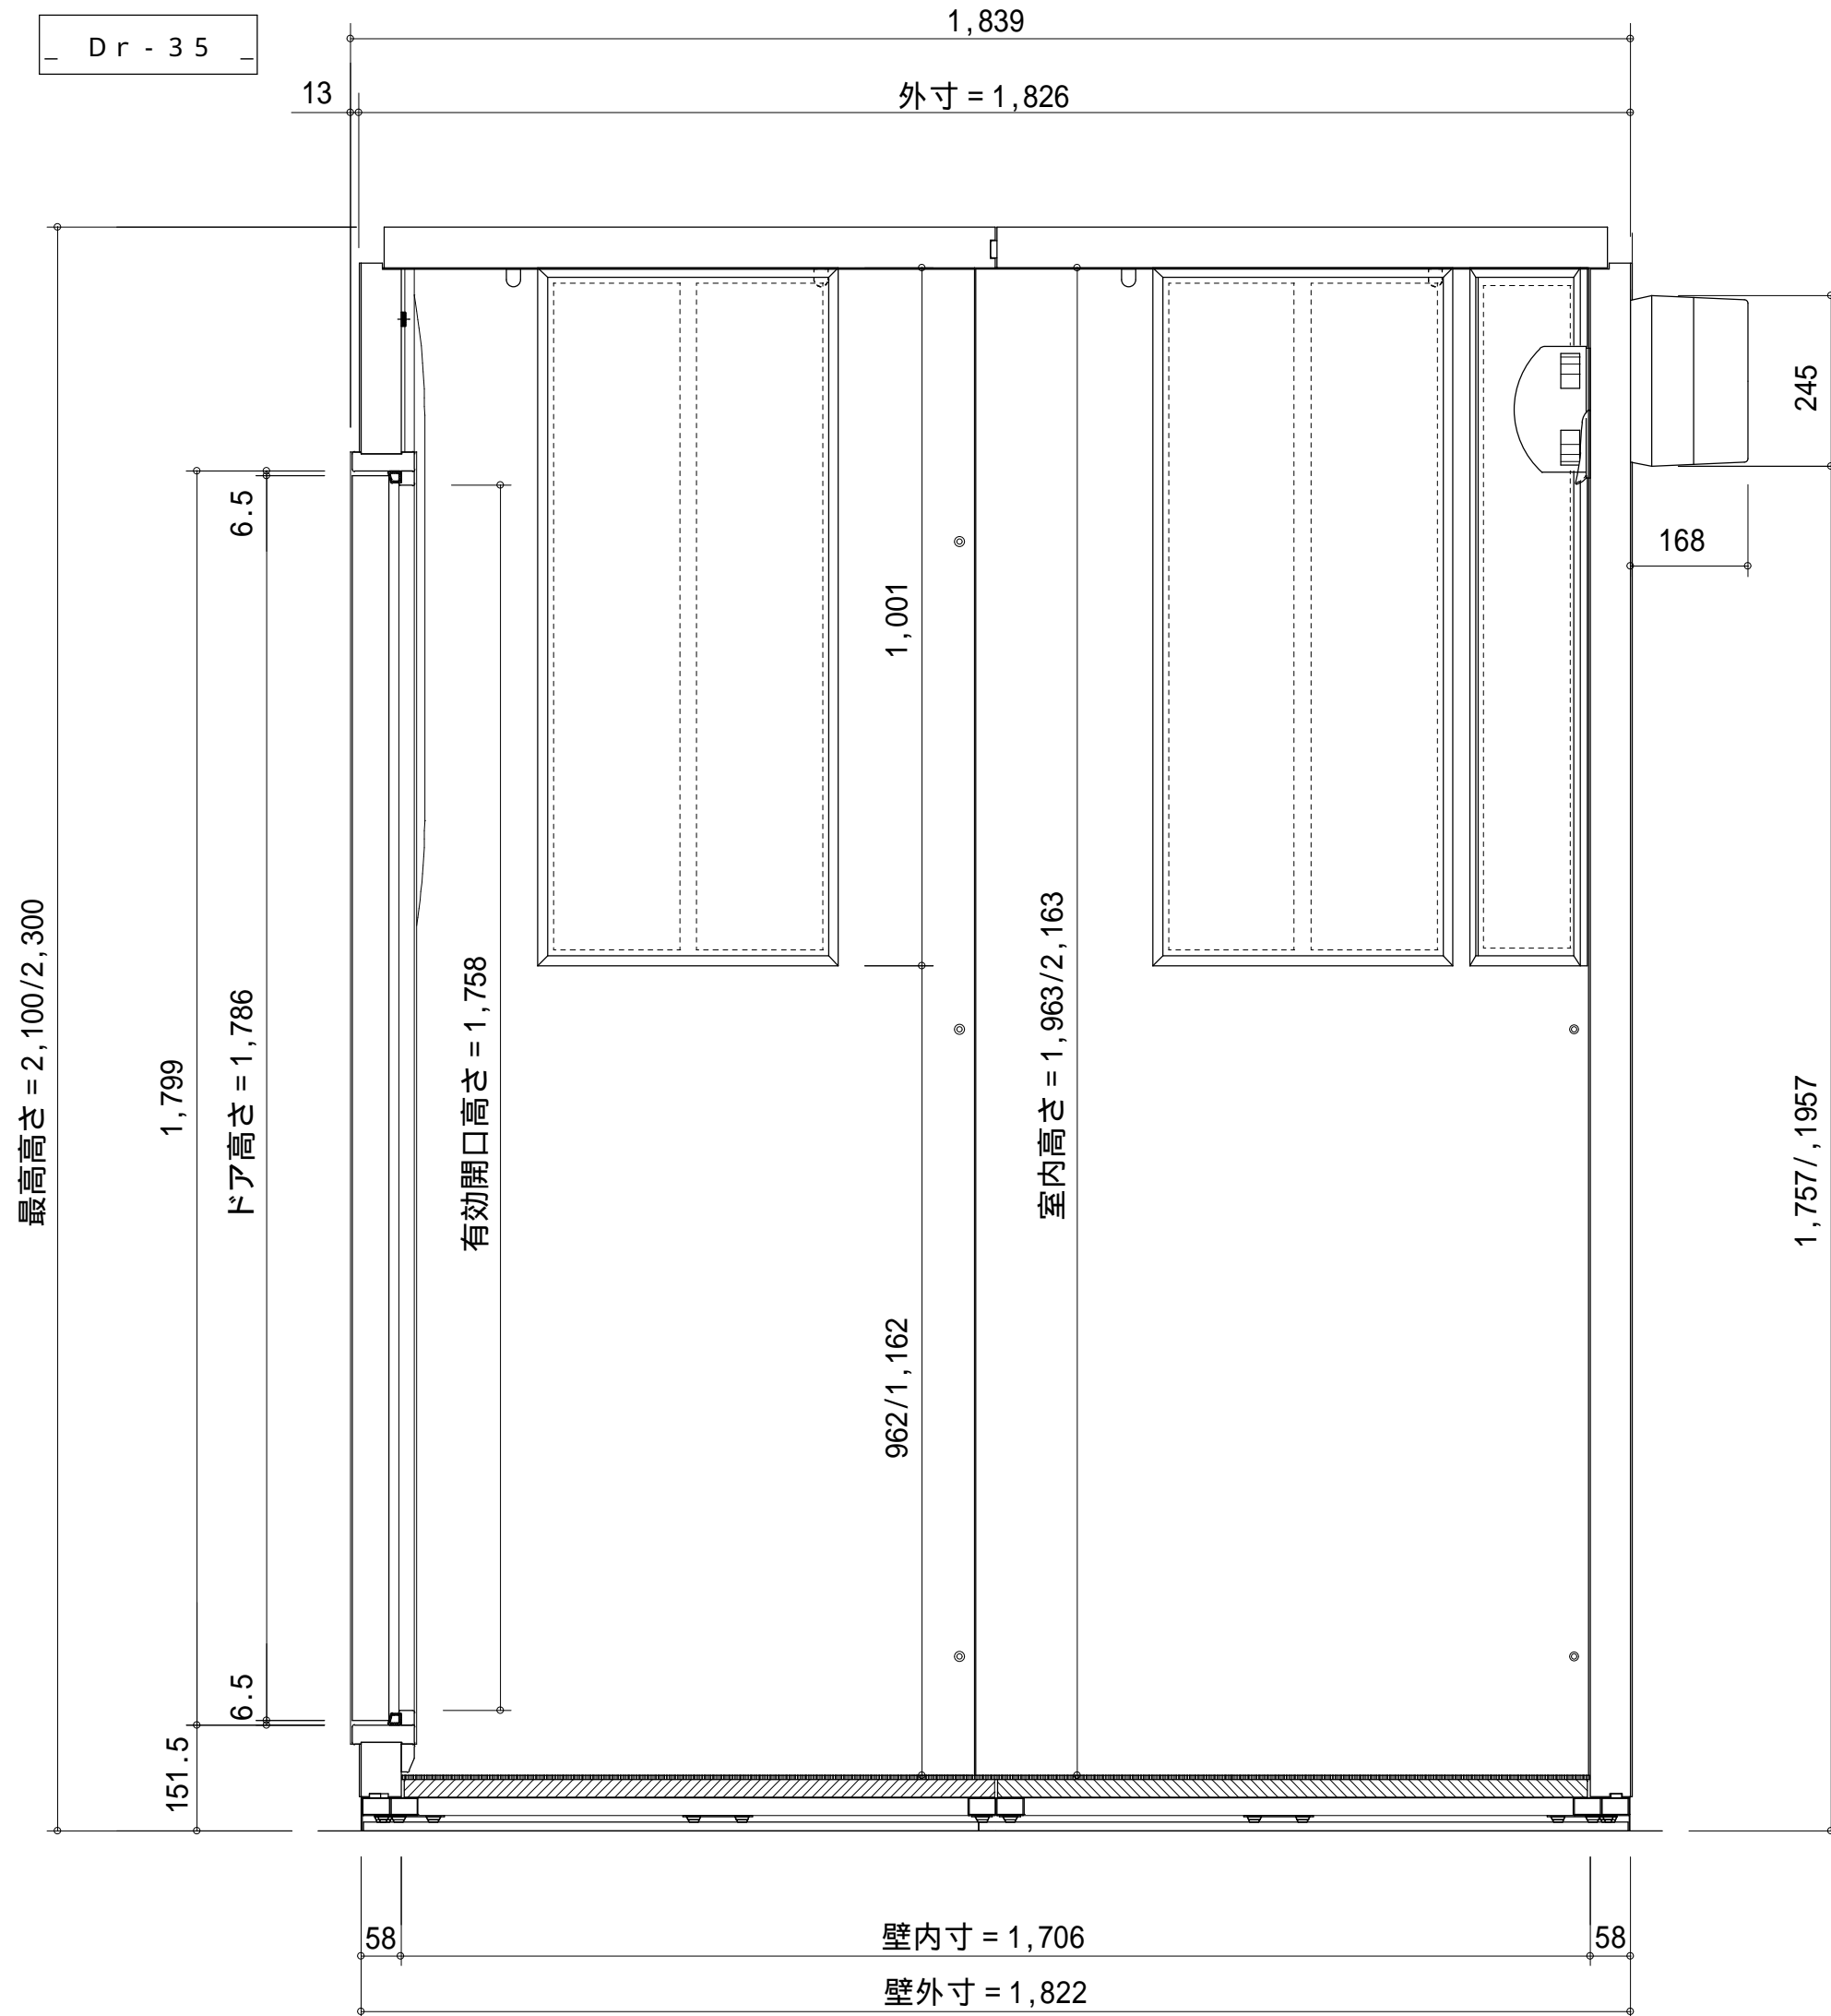 Dr-35
1,839
13
外寸=1,826
245
168
6.5
1,001
最高高さ=2,100/2,300
1,799
ドア高さ=1,786
有効開口高さ=1,758
室内高さ=1,963/2,163
1,757/,1957
962/1,162
6.5
151.5
58
壁内寸=1,706
58
壁外寸=1,822